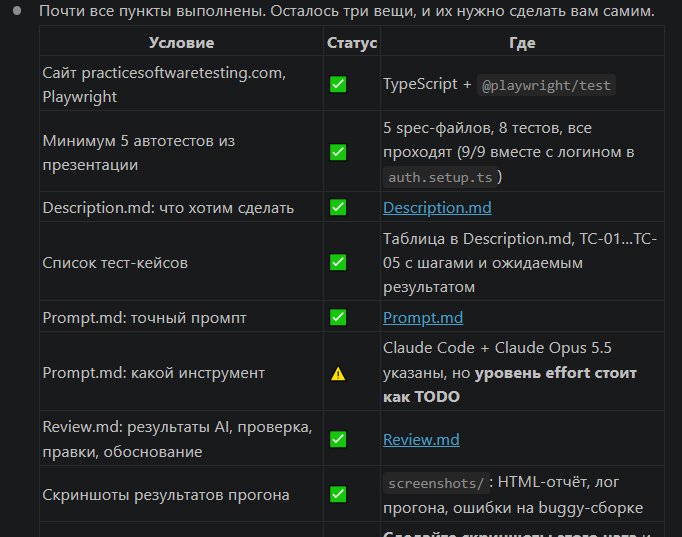 Почти все пункты выполнены. Осталось три вещи, и их нужно сделать вам самим.
Условие Статус Где
Сайт practicesoftwaretesting.com,
Playwright
✅ TypeScript + @playwright/test
Минимум 5 автотестов из
презентации
✅ 5 spec-файлов, 8 тестов, все
проходят (9/9 вместе с логином в
auth.setup.ts)
Description.md: что хотим сделать ✅ Description.md
Список тест-кейсов ✅ Таблица в Description.md, TC-01…TC-
05 с шагами и ожидаемым
результатом
Prompt.md: точный промпт ✅ Prompt.md
Prompt.md: какой инструмент ⚠️ Claude Code + Claude Opus 5.5
указаны, но уровень effort стоит
как TODO
Review.md: результаты AI, проверка,
правки, обоснование
✅ Review.md
Скриншоты результатов прогона ✅ screenshots/: HTML-отчёт, лог
прогона, ошибки на buggy-сборке